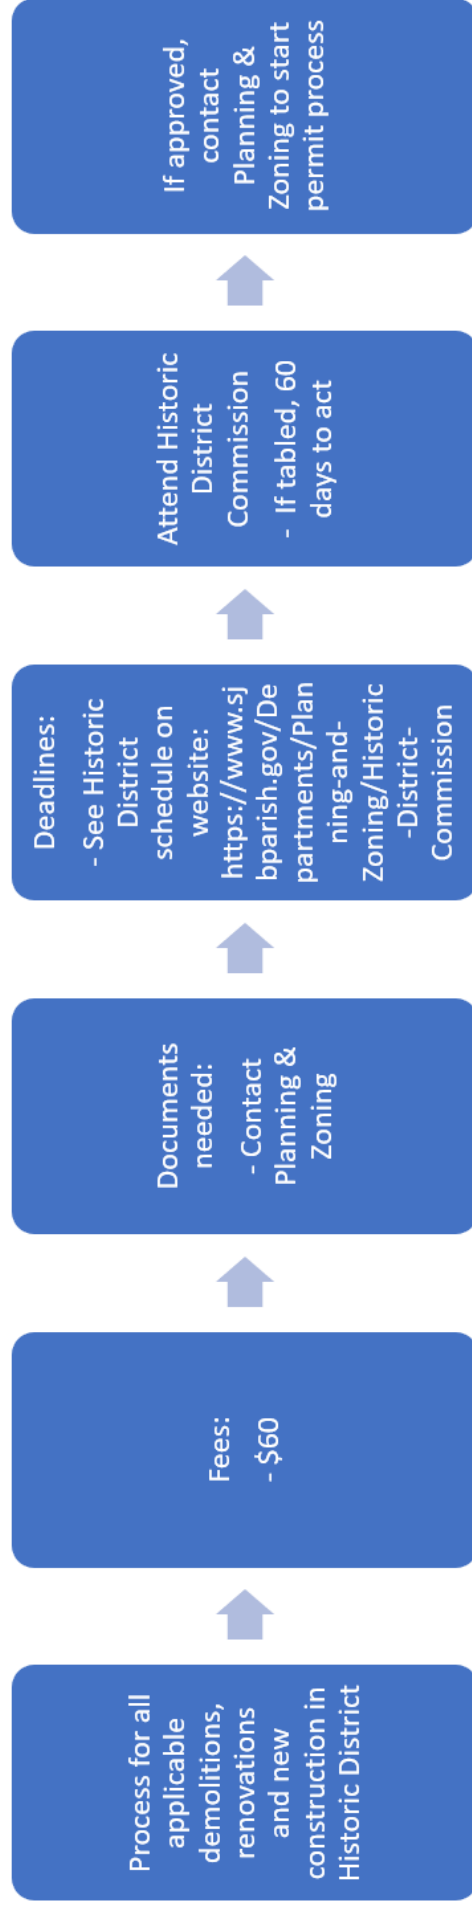 Process for all
applicable
demolitions,
renovations
and new
construction in
Historic District
Fees:
- $60
Documents
needed:
- Contact
Planning &
Zoning
Deadlines:
- See Historic
District
schedule on
website:
https://www.sj
bparish.gov/De
partments/Plan
ning-and-
Zoning/Historic
-District-
Commission
Attend Historic
District
Commission
- If tabled, 60
days to act
If approved,
contact
Planning &
Zoning to start
permit process